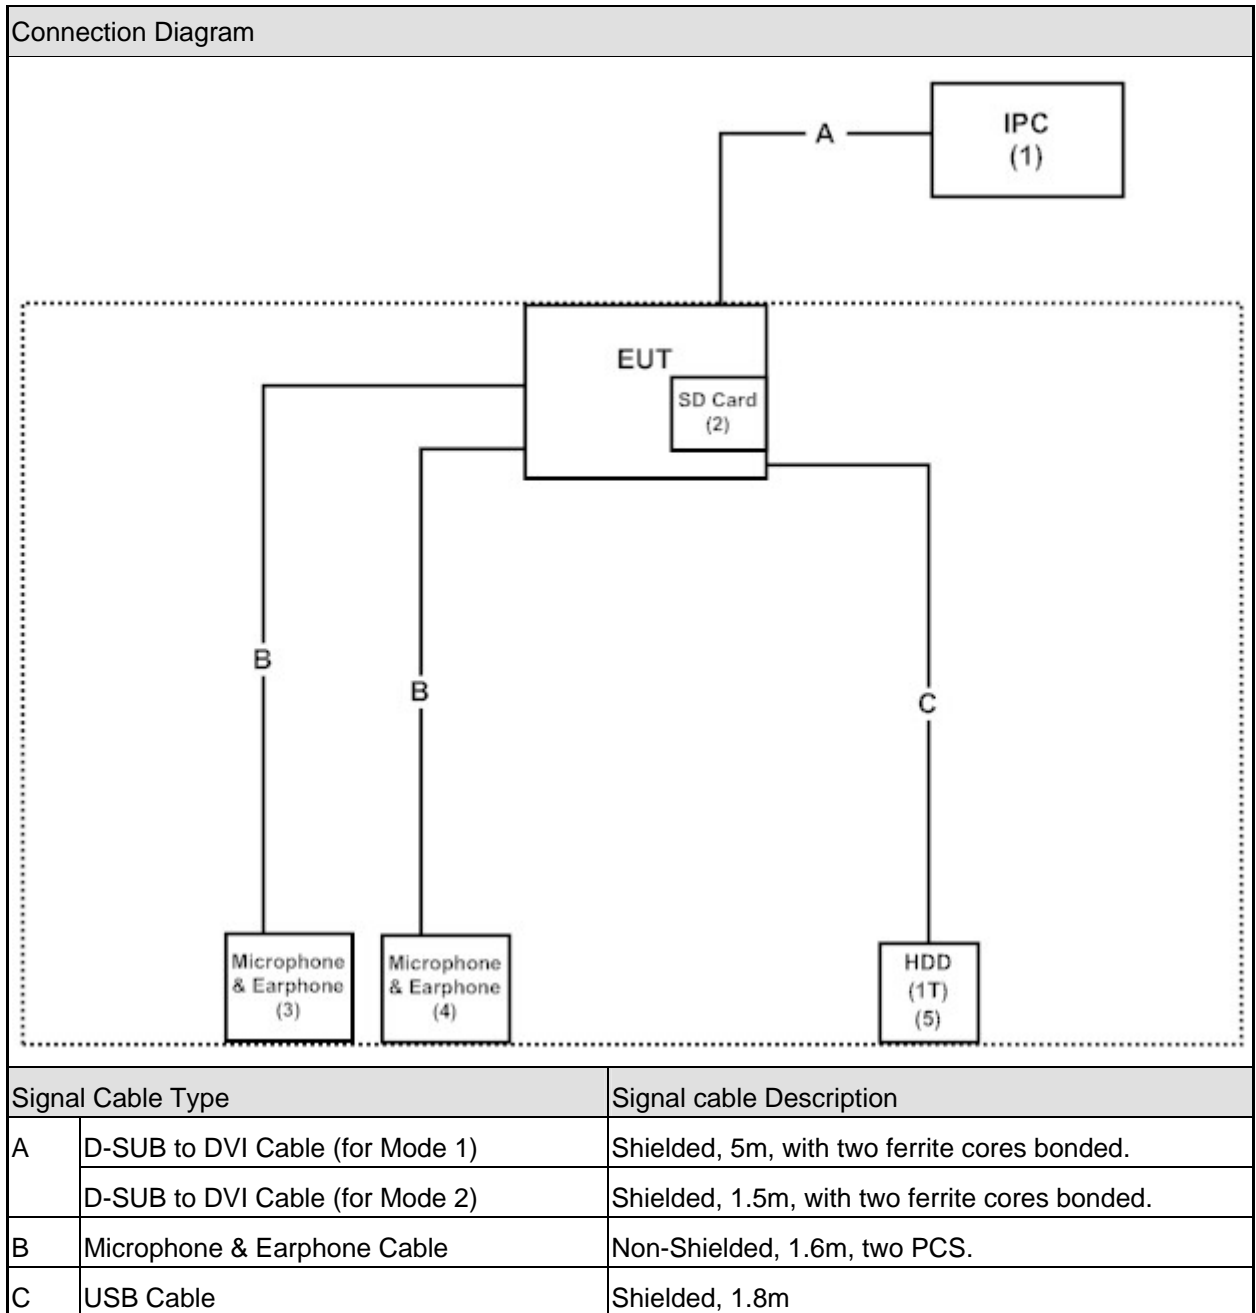 Connection Diagram
A
IPC
(1)
EUT
SD Card
(2)
B
B
C
Microphone
& Earphone
(3)
Microphone
& Earphone
(4)
HDD
(1T)
(5)
Signal Cable Type Signal cable Description
A D-SUB to DVI Cable (for Mode 1) Shielded, 5m, with two ferrite cores bonded.
D-SUB to DVI Cable (for Mode 2) Shielded, 1.5m, with two ferrite cores bonded.
B Microphone & Earphone Cable Non-Shielded, 1.6m, two PCS.
C USB Cable Shielded, 1.8m